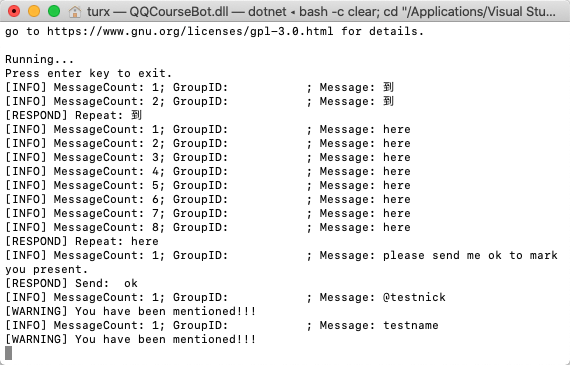 turx — QQCourseBot.dll — dotnet ◂ bash -c clear; cd "/Applications/Visual Stu...
go to https://www.gnu.org/licenses/gpl-3.0.html for details.
Running...
Press enter key to exit.
[INFO] MessageCount: 1; GroupID:           ; Message: 到
[INFO] MessageCount: 2; GroupID:           ; Message: 到
[RESPOND] Repeat: 到
[INFO] MessageCount: 1; GroupID:           ; Message: here
[INFO] MessageCount: 2; GroupID:           ; Message: here
[INFO] MessageCount: 3; GroupID:           ; Message: here
[INFO] MessageCount: 4; GroupID:           ; Message: here
[INFO] MessageCount: 5; GroupID:           ; Message: here
[INFO] MessageCount: 6; GroupID:           ; Message: here
[INFO] MessageCount: 7; GroupID:           ; Message: here
[INFO] MessageCount: 8; GroupID:           ; Message: here
[RESPOND] Repeat: here
[INFO] MessageCount: 1; GroupID:           ; Message: please send me ok to mark
you present.
[RESPOND] Send:  ok
[INFO] MessageCount: 1; GroupID:           ; Message: @testnick
[WARNING] You have been mentioned!!!
[INFO] MessageCount: 1; GroupID:           ; Message: testname
[WARNING] You have been mentioned!!!